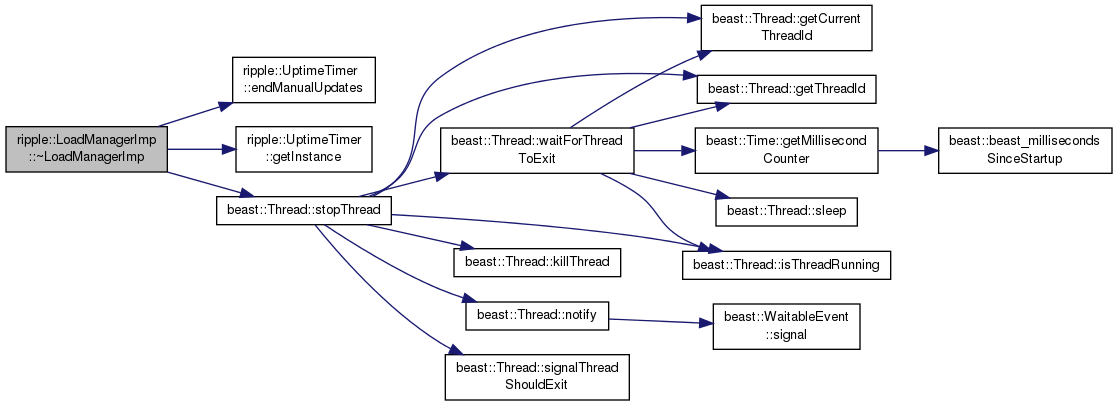 ripple::LoadManagerImp
::~LoadManagerImp
ripple::UptimeTimer
::endManualUpdates
ripple::UptimeTimer
::getInstance
beast::Thread::stopThread
beast::Thread::waitForThread
ToExit
beast::Thread::killThread
beast::Thread::notify
beast::Thread::signalThread
ShouldExit
beast::Thread::getCurrent
ThreadId
beast::Thread::getThreadId
beast::Time::getMillisecond
Counter
beast::Thread::sleep
beast::Thread::isThreadRunning
beast::WaitableEvent
::signal
beast::beast_milliseconds
SinceStartup